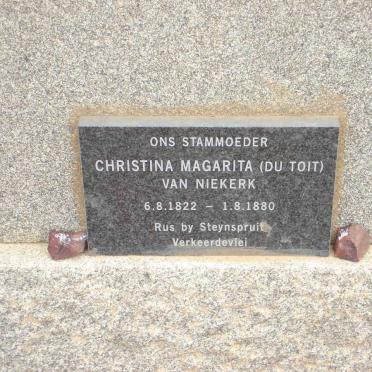 ONS STAMMOEDER
CHRISTINA MAGARITA (DU TOIT)
VAN NIEKERK
6.8.1822 – 1.8.1880
Rus by Steynspruit
Verkeerdevlei